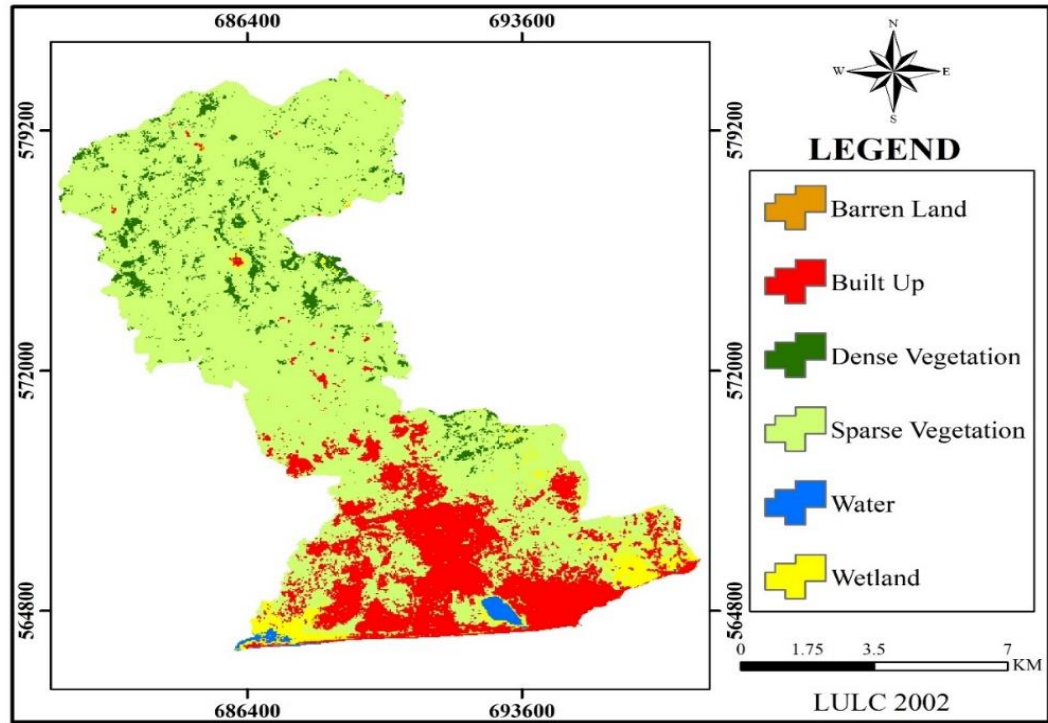 686400 693600
579200 579200
572000 572000
564800 564800
686400 693600
N
W E
S
LEGEND
Barren Land
Built Up
Dense Vegetation
Sparse Vegetation
Water
Wetland
0 1.75 3.5 7
KM
LULC 2002